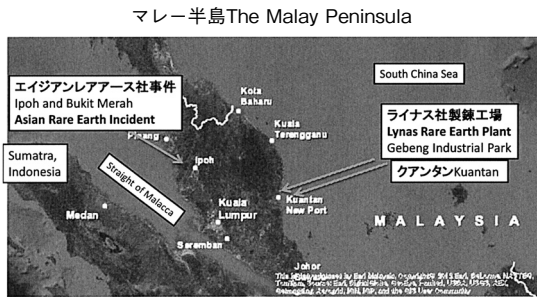 マレー半島The Malay Peninsula
エイジアンレアアース社事件
Ipoh and Bukit Merah
Asian Rare Earth Incident
South China Sea
Kota
Baharu
Kuala
Terengganu
ライナス社製錬工場
Lynas Rare Earth Plant
Gebeng Industrial Park
クアンタンKuantan
Pinang
Ipoh
Sumatra,
Indonesia
Straight of Malacca
Kuantan
New Port
Medan
Kuala
Lumpur
MALAYSIA
Seremban
Johor